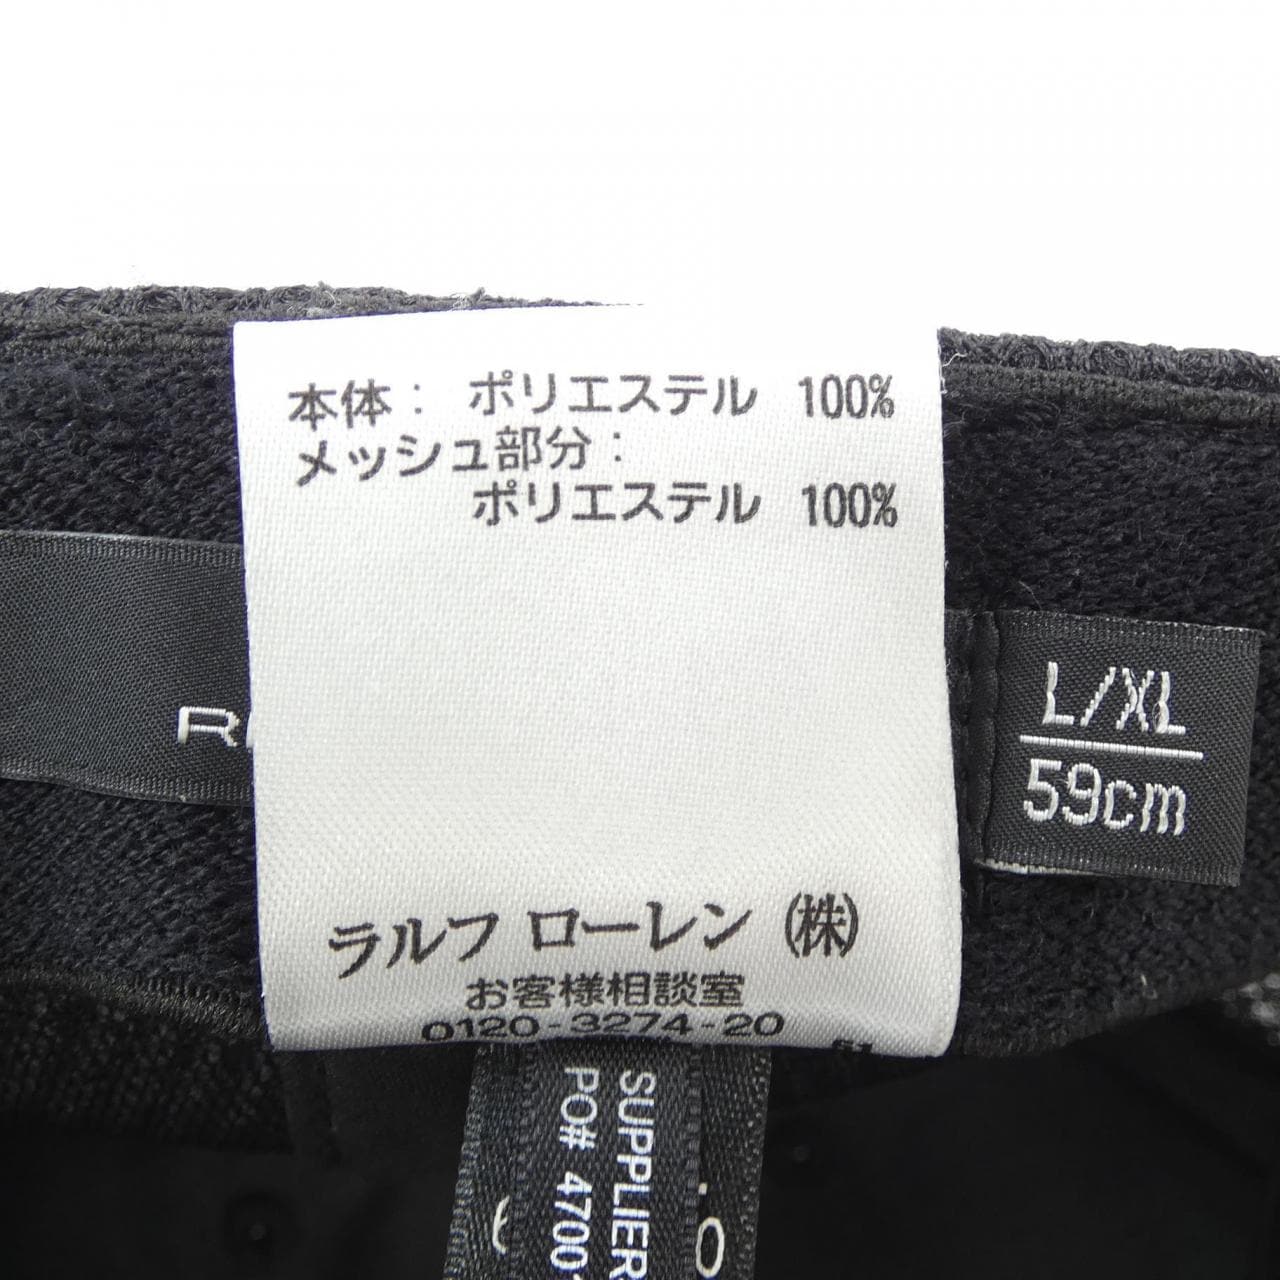 本体： ポリエステル 100%
メッシュ部分：
ポリエステル 100%
ラルフ ローレン (株)
お客様相談室
0120-3274-20
L/XL
59cm
SUPPLIER
PO# 4700